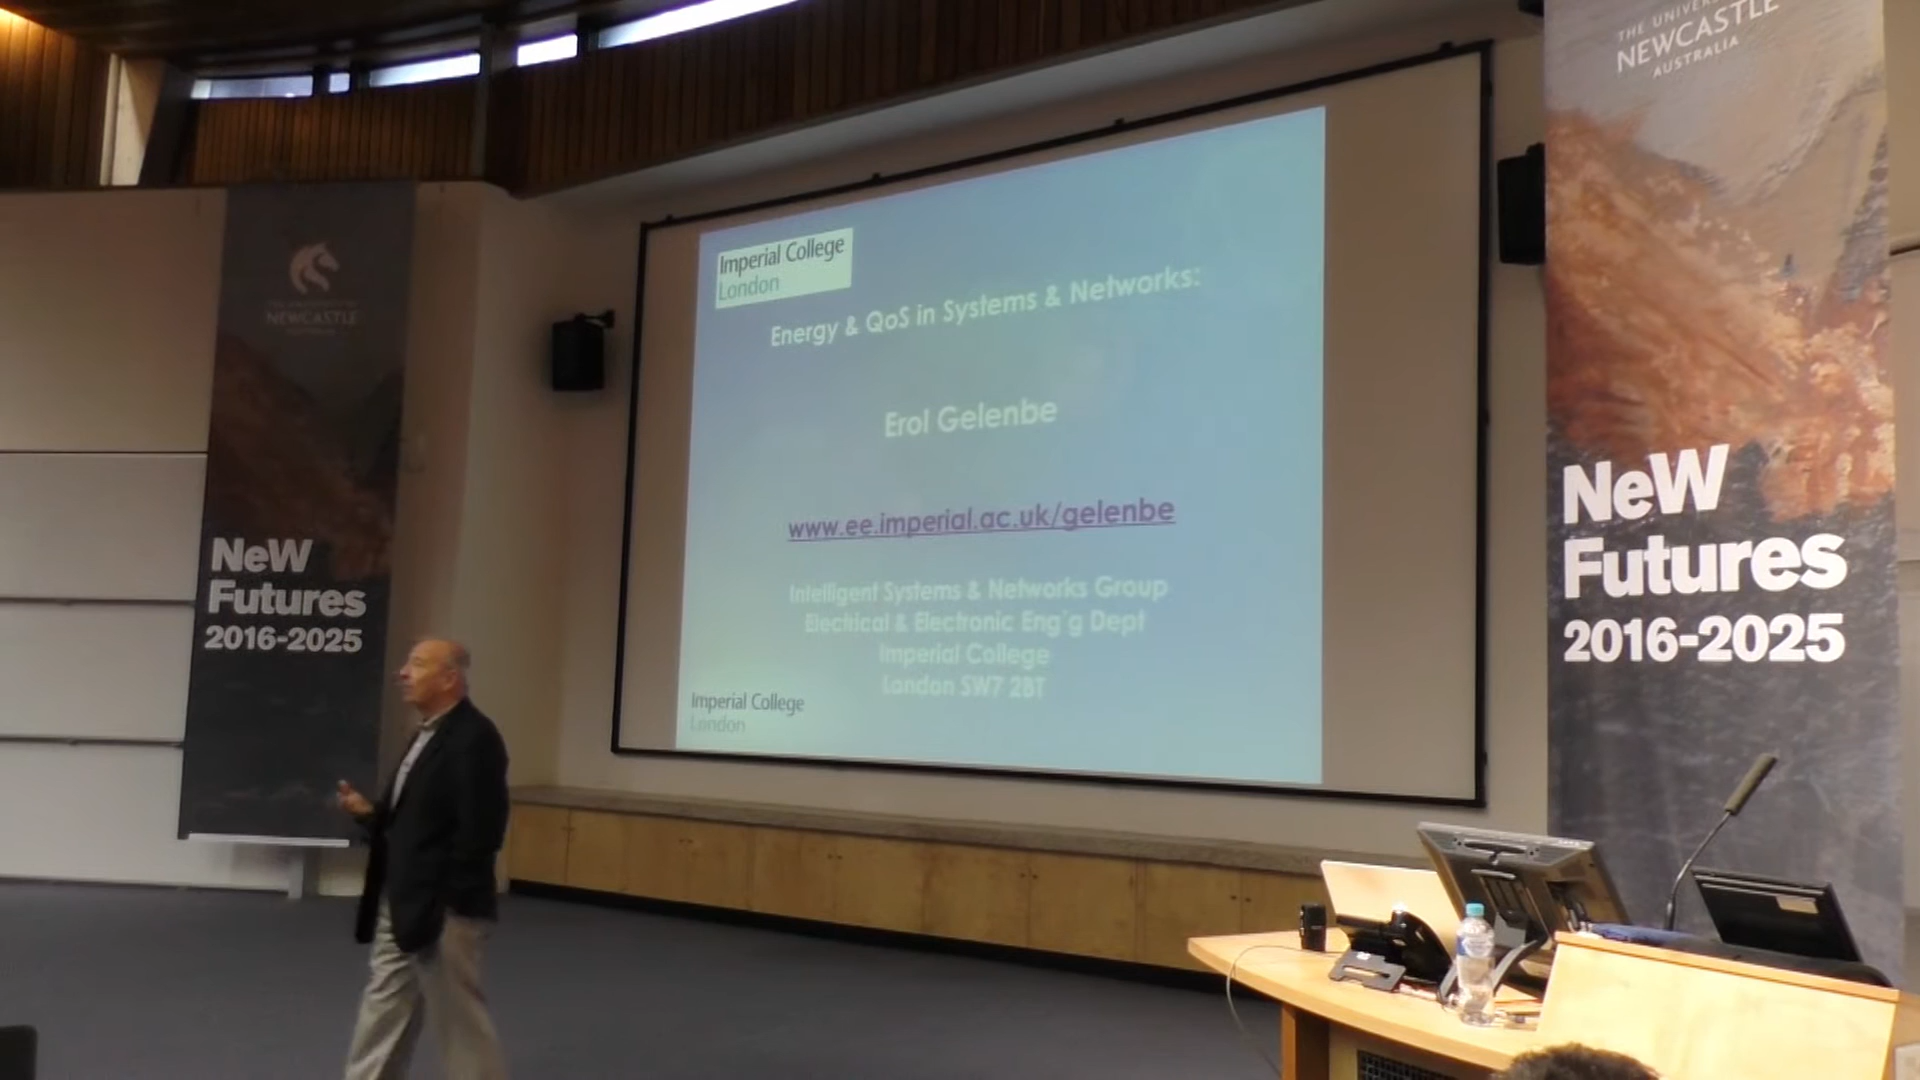 THE UNIVERSITY OF
NEWCASTLE
NeW
Futures
2016-2025
Imperial College
London
Energy & QoS in Systems & Networks:
Erol Gelenbe
www.ee.imperial.ac.uk/gelenbe
Intelligent Systems & Networks Group
Electrical & Electronic Eng´g Dept
Imperial College
London SW7 2BT
Imperial College
London
THE UNIVERS
NEWCASTLE
AUSTRALIA
NeW
Futures
2016-2025